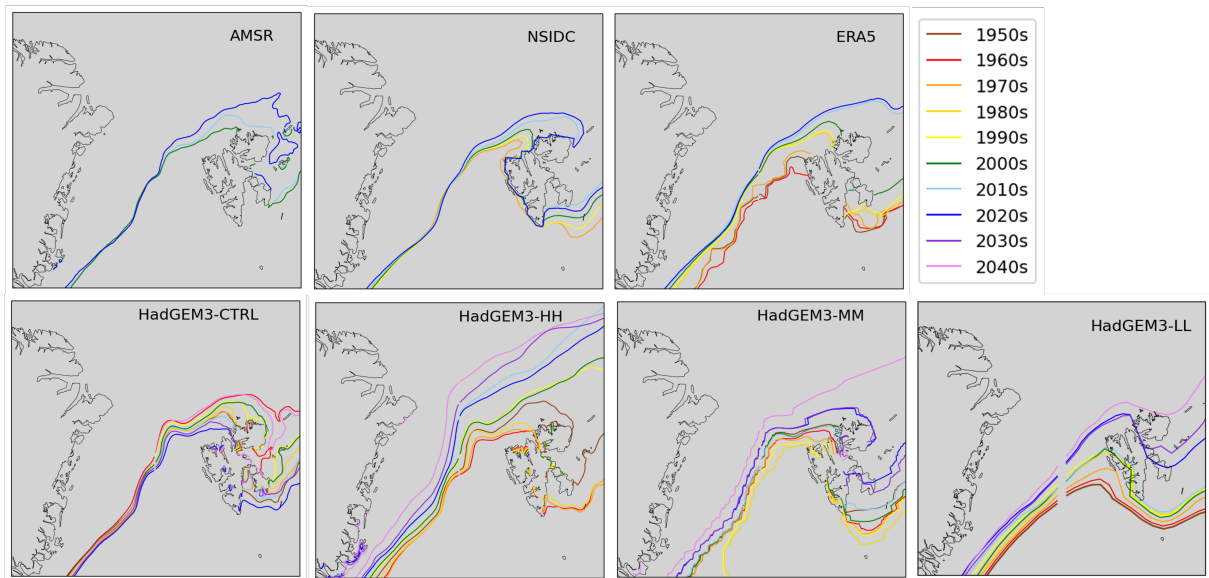 AMSR
NSIDC
ERA5
1950s
1960s
1970s
1980s
1990s
2000s
2010s
2020s
2030s
2040s
HadGEM3-CTRL
HadGEM3-HH
HadGEM3-MM
HadGEM3-LL